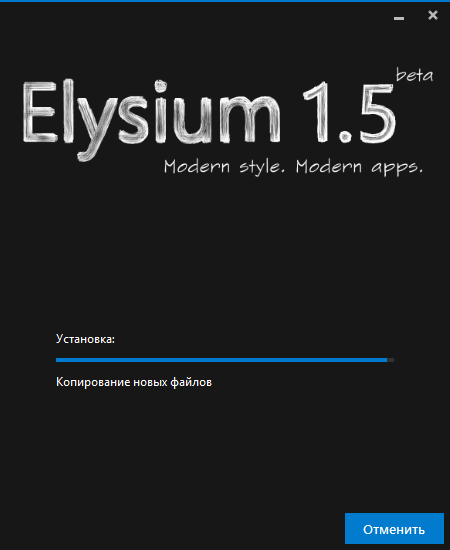 beta
Elysium 1.5
Modern style. Modern apps.
Установка:
Копирование новых файлов
Отменить